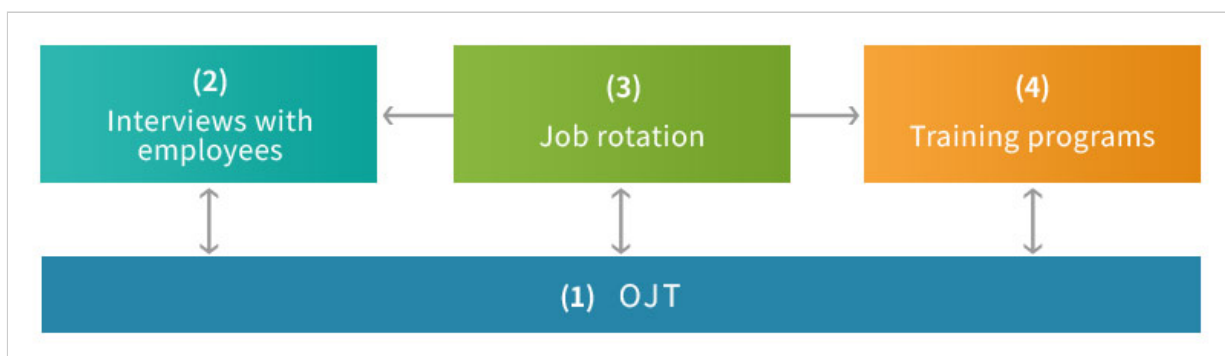 (2)
Interviews with
employees
(3)
Job rotation
(4)
Training programs
(1) OJT